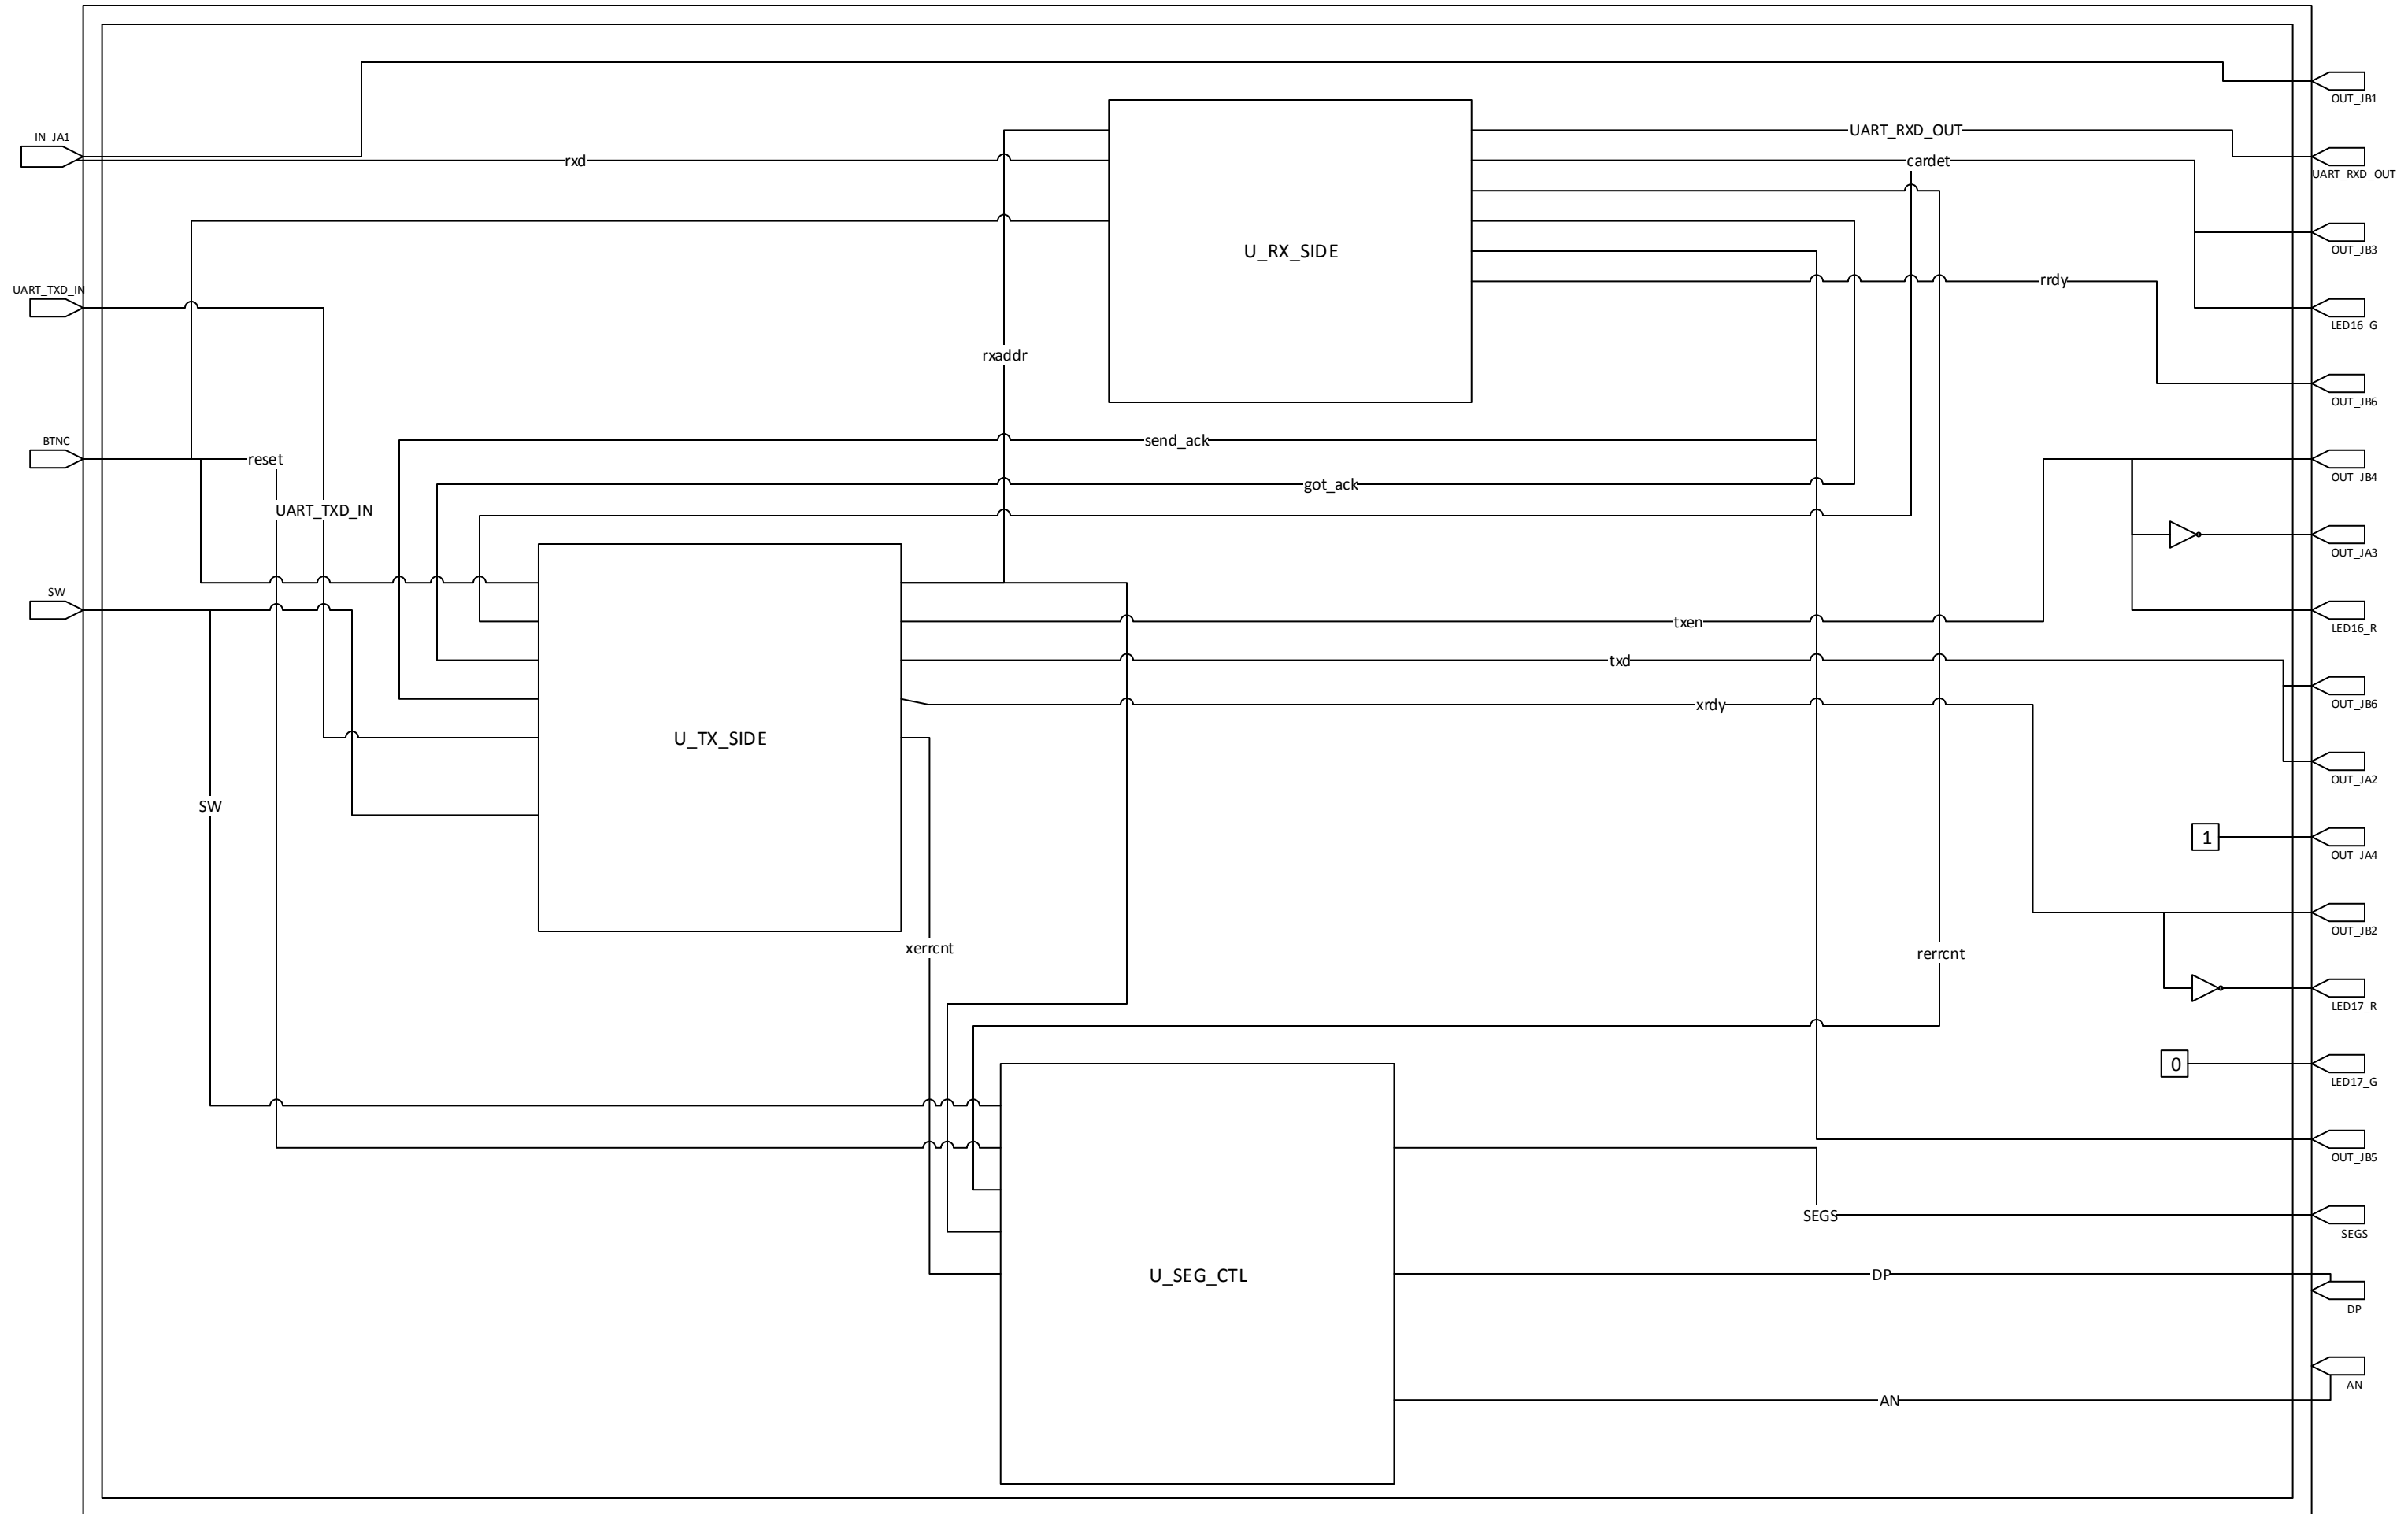 OUT_JB1
IN_JA1
UART_RXD_OUT
rxd
cardet
UART_RXD_OUT
OUT_JB3
U_RX_SIDE
rrdy
UART_TXD_IN
LED16_G
rxaddr
OUT_JB6
BTNC
send_ack
reset
OUT_JB4
got_ack
UART_TXD_IN
OUT_JA3
SW
txen
LED16_R
txd
OUT_JB6
xrdy
U_TX_SIDE
OUT_JA2
SW
1
OUT_JA4
xerrcnt
rerrcnt
OUT_JB2
LED17_R
0
LED17_G
OUT_JB5
SEGS
SEGS
U_SEG_CTL
DP
DP
AN
AN